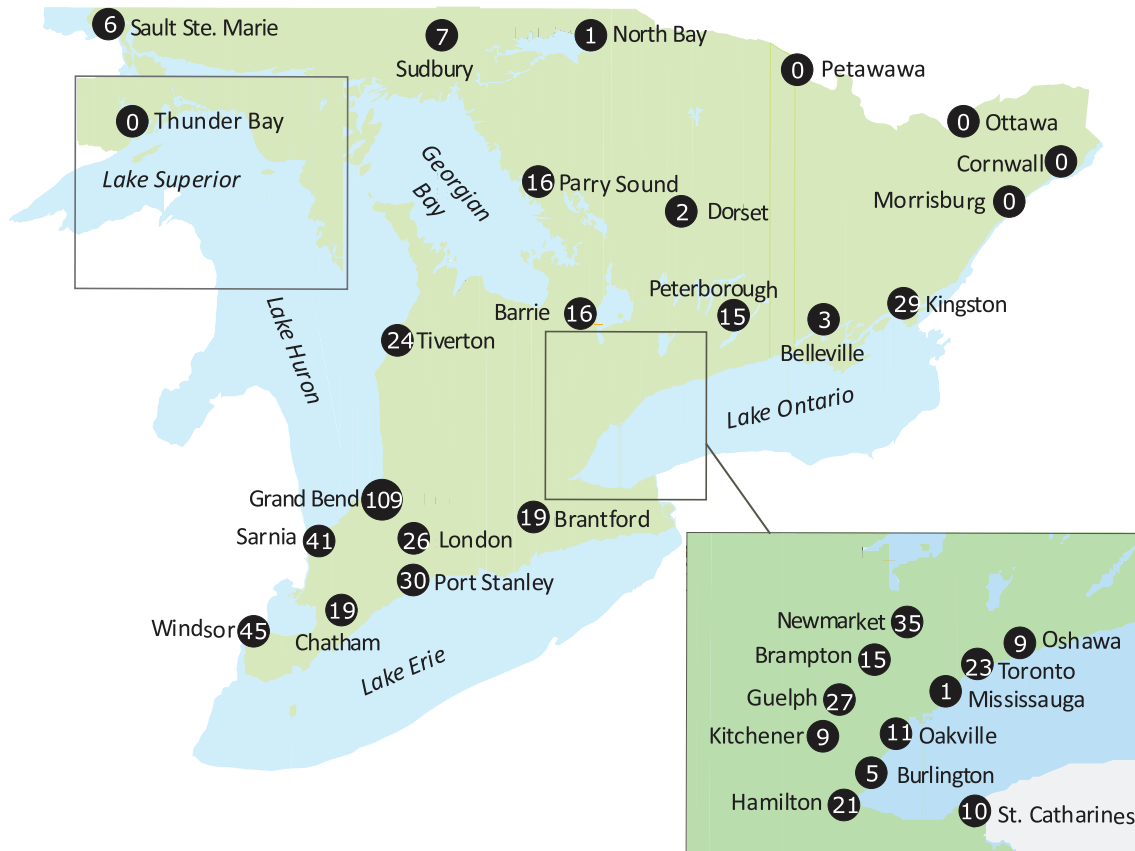 6 Sault Ste. Marie
7
Sudbury
1 North Bay
0 Petawawa
0 Thunder Bay
0 Ottawa
Cornwall 0
Lake Superior
Georgian
Bay
16 Parry Sound
2 Dorset
Morrisburg 0
Peterborough
15
Barrie 16
3
Belleville
29 Kingston
Lake Huron
24 Tiverton
Lake Ontario
Grand Bend 109
Sarnia 41
26 London
19 Brantford
30 Port Stanley
19
Chatham
Windsor 45
Lake Erie
Newmarket 35
Brampton 15
9 Oshawa
23 Toronto
Guelph 27
1 Mississauga
Kitchener 9
11 Oakville
5 Burlington
Hamilton 21
10 St. Catharines